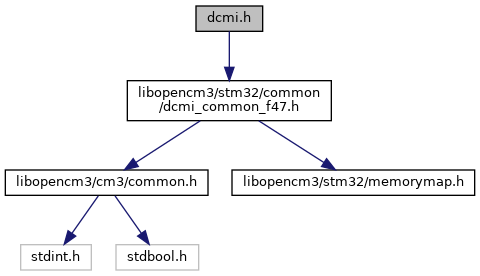 dcmi.h
libopencm3/stm32/common
/dcmi_common_f47.h
libopencm3/cm3/common.h
libopencm3/stm32/memorymap.h
stdint.h
stdbool.h